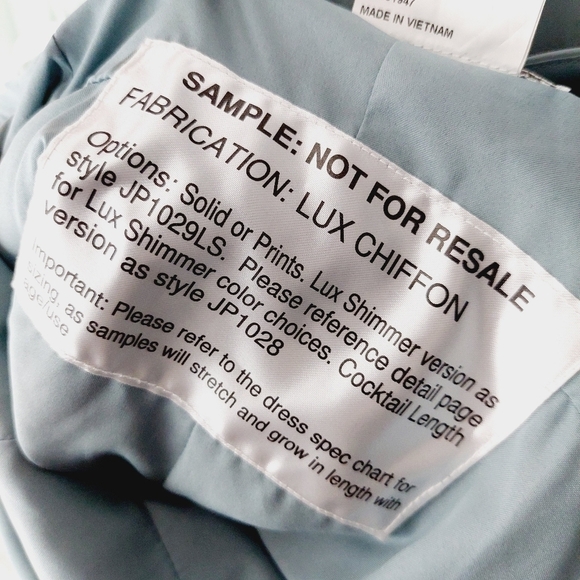 1947
MADE IN VIETNAM
SAMPLE: NOT FOR RESALE
FABRICATION: LUX CHIFFON
Options: Solid or Prints. Lux Shimmer version as
style JP1029LS. Please reference detail page
for Lux Shimmer color choices. Cocktail Length
version as style JP1028
Important: Please refer to the dress spec chart for
sizing, as samples will stretch and grow in length with
age/use